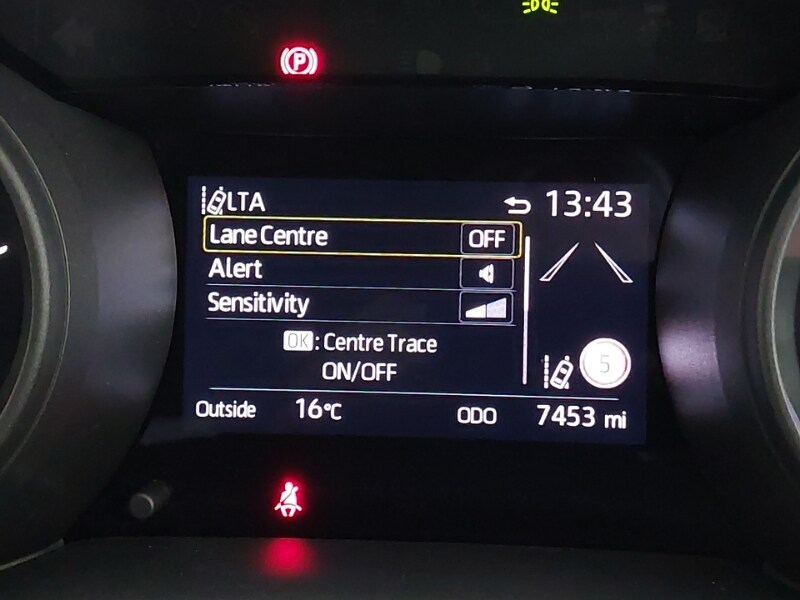 P
LTA
13:43
Lane Centre OFF
Alert
Sensitivity
OK : Centre Trace
ON/OFF
5
Outside 16°C ODO 7453 mi